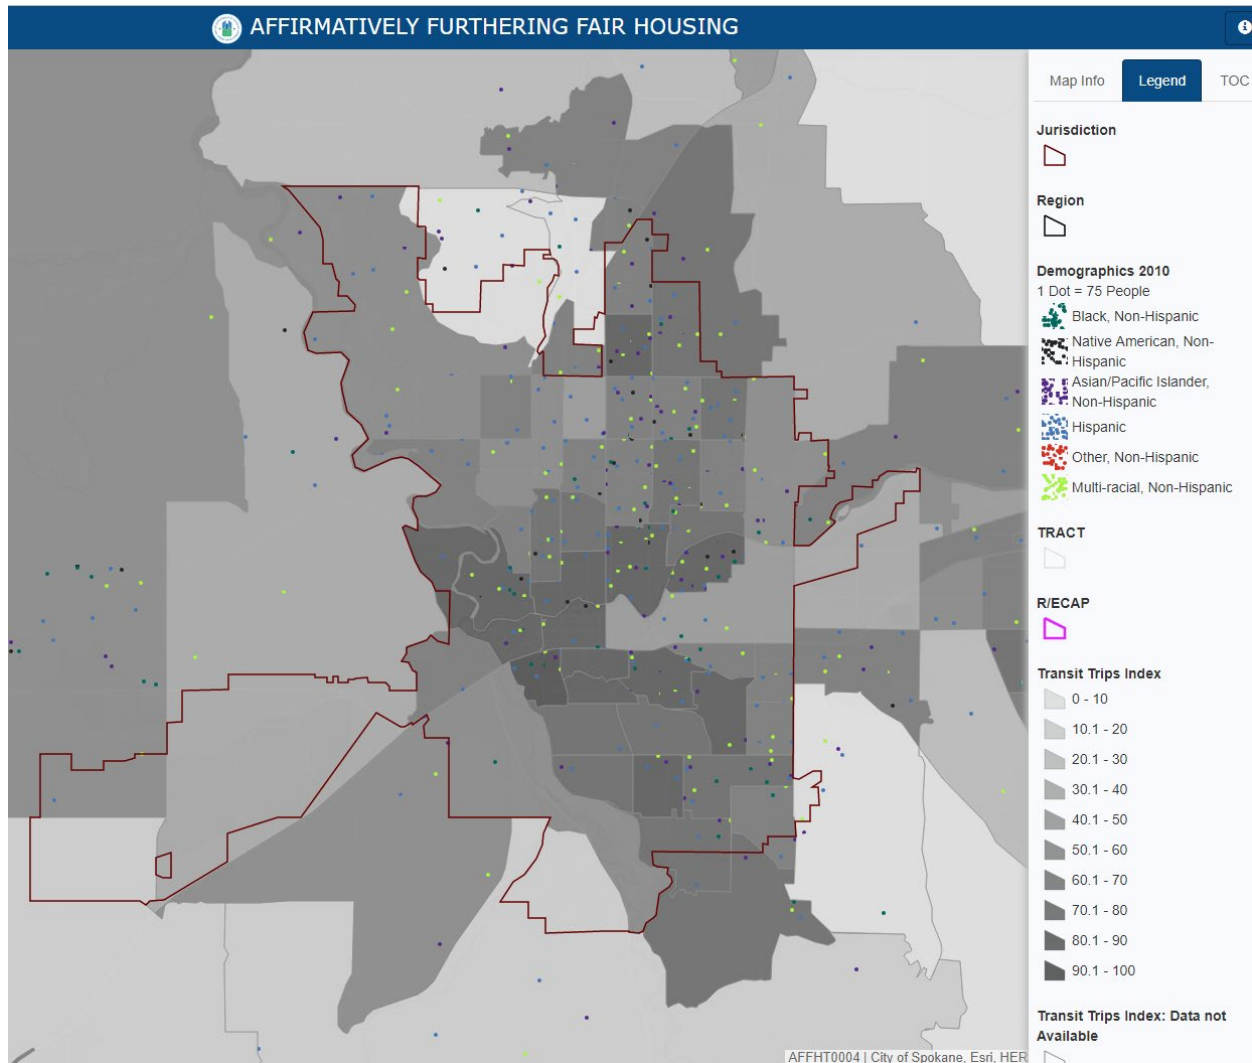 AFFIRMATIVELY FURTHERING FAIR HOUSING
Map Info Legend TOC
Jurisdiction
Region
Demographics 2010
1 Dot = 75 People
Black, Non-Hispanic
Native American, Non-
Hispanic
Asian/Pacific Islander,
Non-Hispanic
Hispanic
Other, Non-Hispanic
Multi-racial, Non-Hispanic
TRACT
R/ECAP
Transit Trips Index
0 - 10
10.1 - 20
20.1 - 30
30.1 - 40
40.1 - 50
50.1 - 60
60.1 - 70
70.1 - 80
80.1 - 90
90.1 - 100
Transit Trips Index: Data not
Available
AFFHT0004 | City of Spokane, Esri, HER